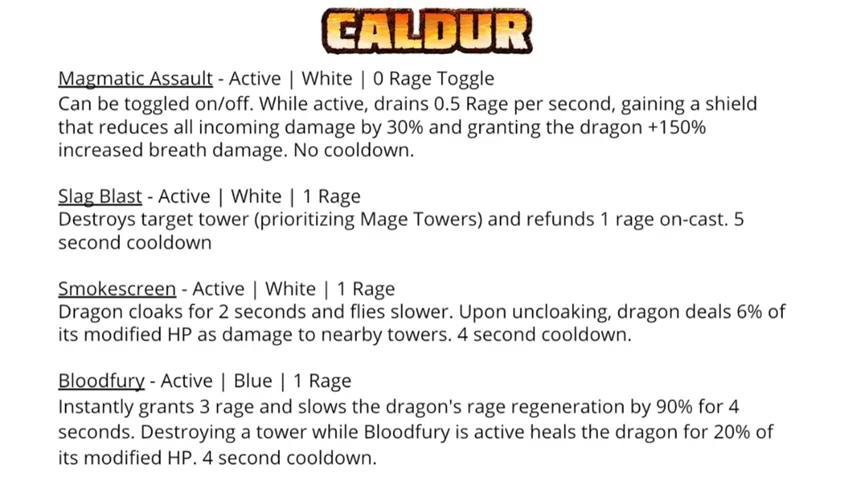 CALDUR
Magmatic Assault - Active | White | 0 Rage Toggle
Can be toggled on/off. While active, drains 0.5 Rage per second, gaining a shield
that reduces all incoming damage by 30% and granting the dragon +150%
increased breath damage. No cooldown.
Slag Blast - Active | White | 1 Rage
Destroys target tower (prioritizing Mage Towers) and refunds 1 rage on-cast. 5
second cooldown
Smokescreen - Active | White | 1 Rage
Dragon cloaks for 2 seconds and flies slower. Upon uncloaking, dragon deals 6% of
its modified HP as damage to nearby towers. 4 second cooldown.
Bloodfury - Active | Blue | 1 Rage
Instantly grants 3 rage and slows the dragon's rage regeneration by 90% for 4
seconds. Destroying a tower while Bloodfury is active heals the dragon for 20% of
its modified HP. 4 second cooldown.